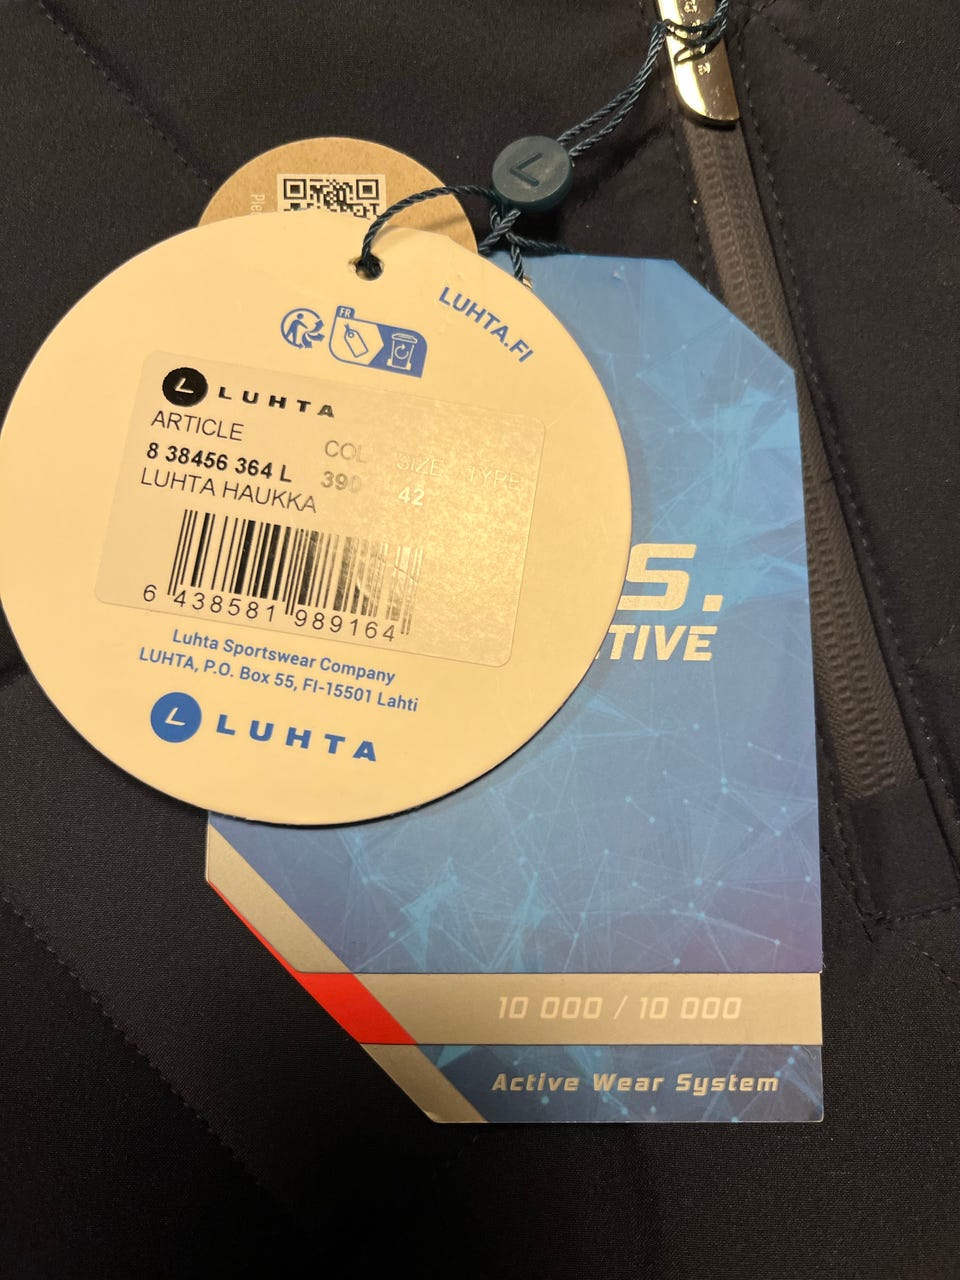 LUHTA.FI
FR
L LUHTA
ARTICLE COL SIZE TYPE
8 38456 364 L 390 42
LUHTA HAUKKA
6 438581 989164
Luhta Sportswear Company
LUHTA, P.O. Box 55, FI-15501 Lahti
L LUHTA
S.
TIVE
10 000 / 10 000
Active Wear System